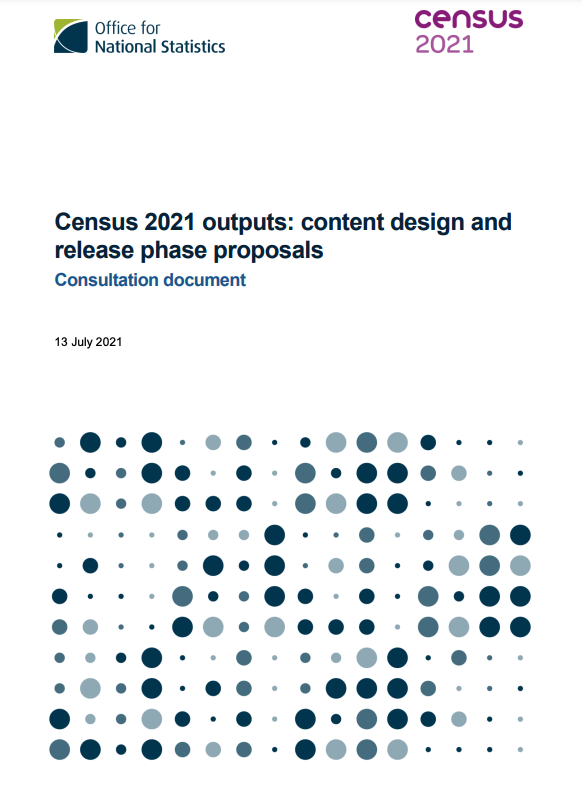 Office for
National Statistics
census
2021
Census 2021 outputs: content design and
release phase proposals
Consultation document
13 July 2021